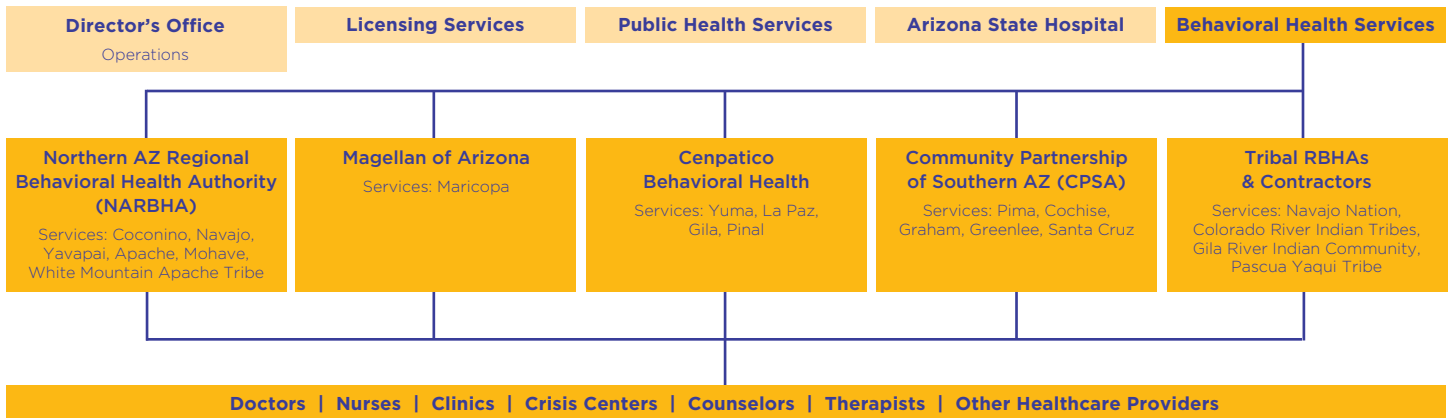 Director's Office
Operations
Licensing Services
Public Health Services
Arizona State Hospital
Behavioral Health Services
Northern AZ Regional
Behavioral Health Authority
(NARBHA)
Services: Coconino, Navajo,
Yavapai, Apache, Mohave,
White Mountain Apache Tribe
Magellan of Arizona
Services: Maricopa
Cenpatico
Behavioral Health
Services: Yuma, La Paz,
Gila, Pinal
Community Partnership
of Southern AZ (CPSA)
Services: Pima, Cochise,
Graham, Greenlee, Santa Cruz
Tribal RBHAs
& Contractors
Services: Navajo Nation,
Colorado River Indian Tribes,
Gila River Indian Community,
Pascua Yaqui Tribe
Doctors | Nurses | Clinics | Crisis Centers | Counselors | Therapists | Other Healthcare Providers